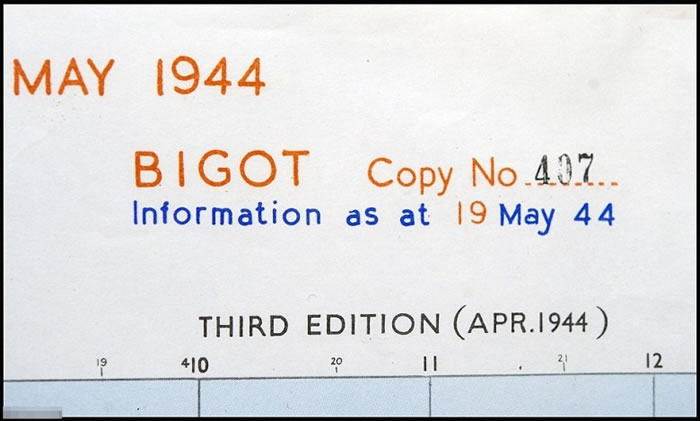 MAY 1944
BIGOT Copy No 407
Information as at 19 May 44
THIRD EDITION (APR.1944)
19 410 20 11 21 12